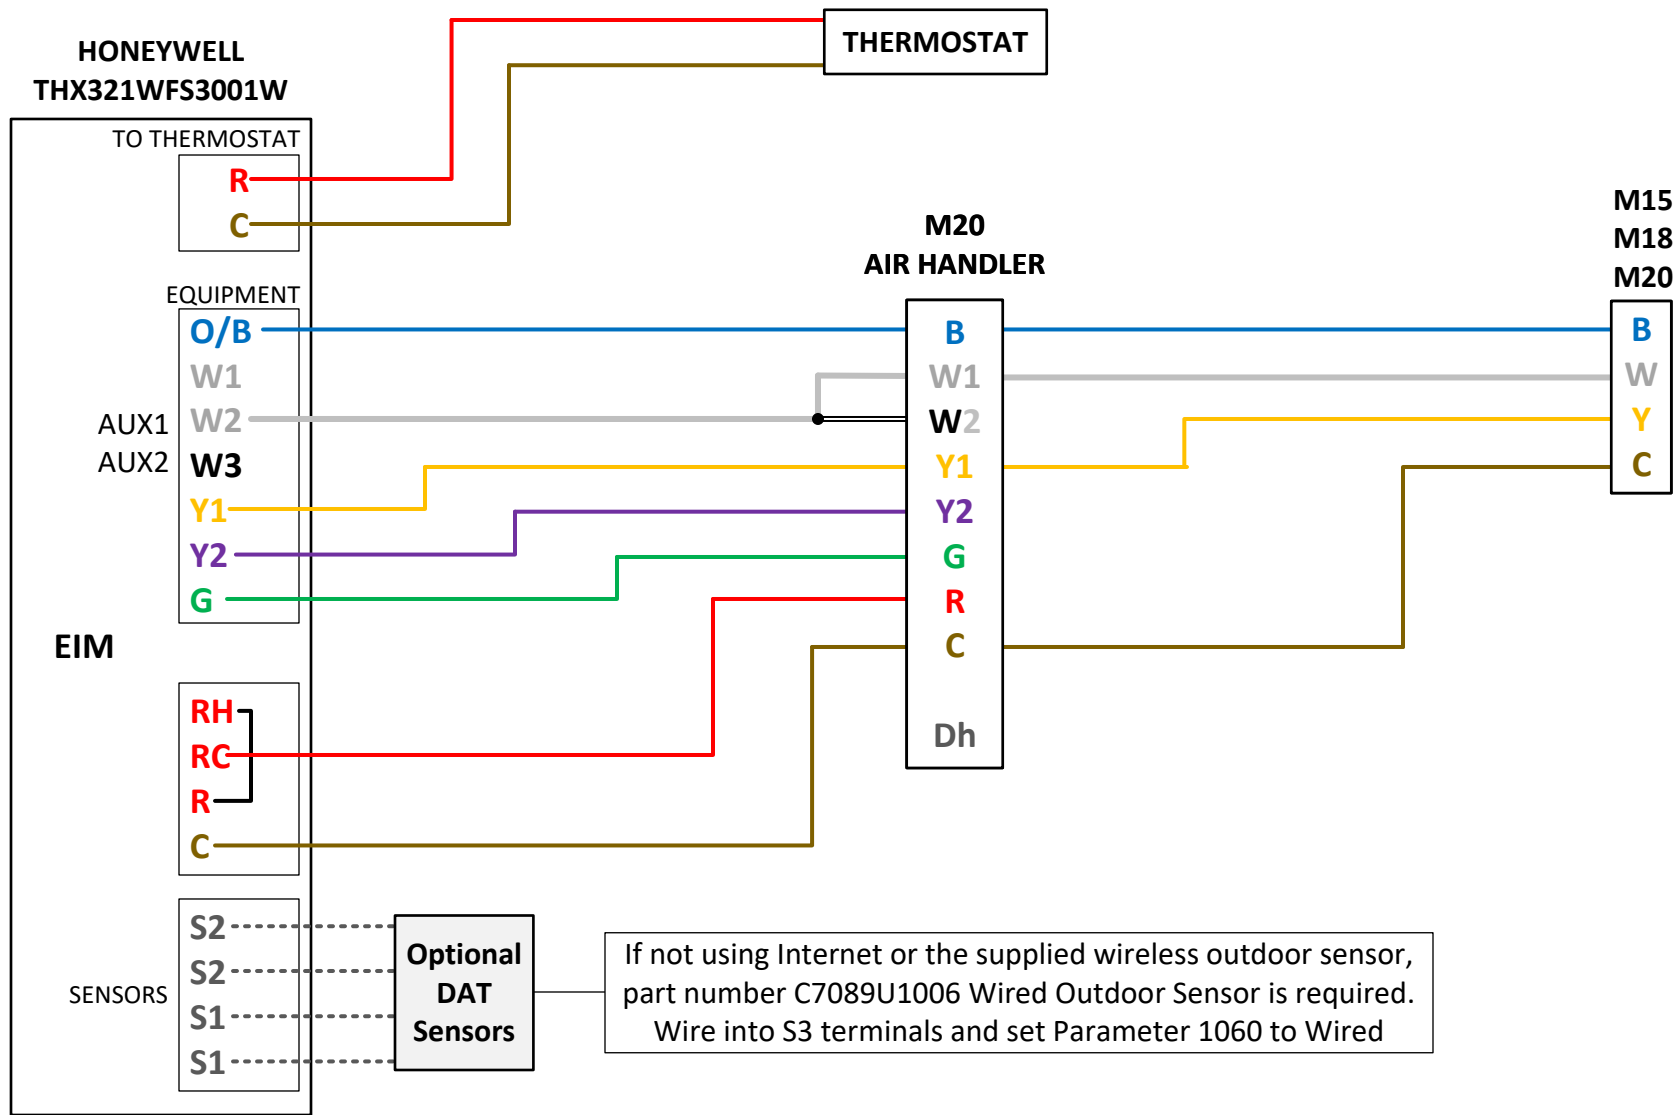 HONEYWELL
THX321WFS3001W
THERMOSTAT
TO THERMOSTAT
R
C
EQUIPMENT
O/B
W1
AUX1 W2
AUX2 W3
Y1
Y2
G
EIM
RH
RC
R
C
S2
S2
SENSORS
S1
S1
Optional
DAT
Sensors
If not using Internet or the supplied wireless outdoor sensor,
part number C7089U1006 Wired Outdoor Sensor is required.
Wire into S3 terminals and set Parameter 1060 to Wired
M20
AIR HANDLER
B
W1
W2
Y1
Y2
G
R
C
Dh
M15
M18
M20
B
W
Y
C